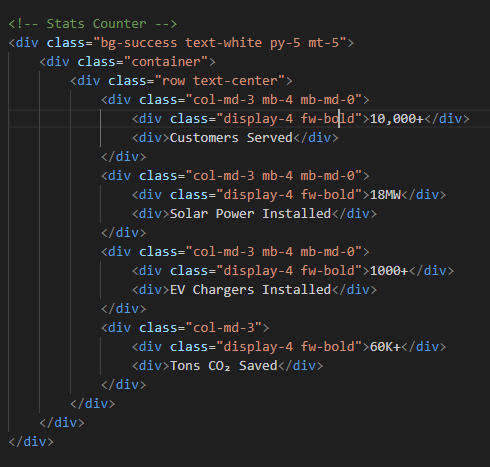 <!-- Stats Counter -->
<div class="bg-success text-white py-5 mt-5">
    <div class="container">
        <div class="row text-center">
            <div class="col-md-3 mb-4 mb-md-0">
                <div class="display-4 fw-bold">10,000+</div>
                <div>Customers Served</div>
            </div>
            <div class="col-md-3 mb-4 mb-md-0">
                <div class="display-4 fw-bold">18MW</div>
                <div>Solar Power Installed</div>
            </div>
            <div class="col-md-3 mb-4 mb-md-0">
                <div class="display-4 fw-bold">1000+</div>
                <div>EV Chargers Installed</div>
            </div>
            <div class="col-md-3">
                <div class="display-4 fw-bold">60K+</div>
                <div>Tons CO₂ Saved</div>
            </div>
        </div>
    </div>
</div>